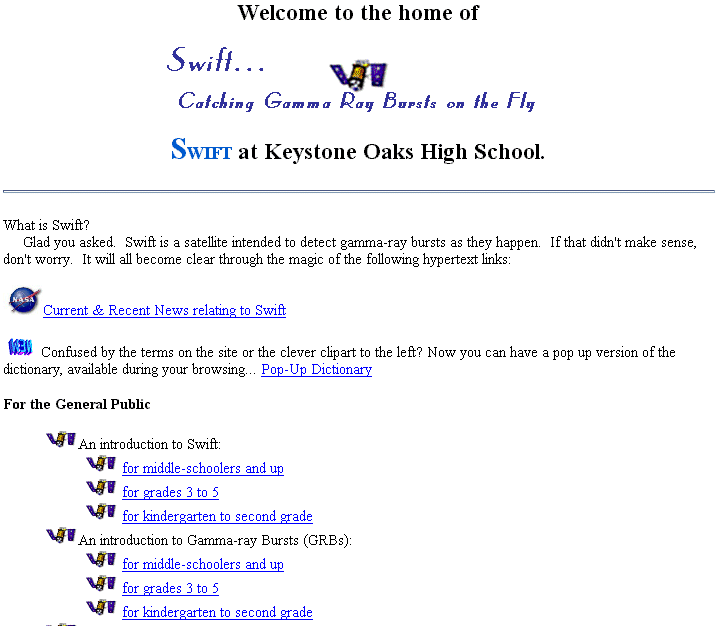 Welcome to the home of
Swift...
Catching Gamma Ray Bursts on the Fly
SWIFT at Keystone Oaks High School.
What is Swift?
Glad you asked. Swift is a satellite intended to detect gamma-ray bursts as they happen. If that didn't make sense,
don't worry. It will all become clear through the magic of the following hypertext links:
NASA Current & Recent News relating to Swift
NEW Confused by the terms on the site or the clever clipart to the left? Now you can have a pop up version of the
dictionary, available during your browsing... Pop-Up Dictionary
For the General Public
An introduction to Swift:
for middle-schoolers and up
for grades 3 to 5
for kindergarten to second grade
An introduction to Gamma-ray Bursts (GRBs):
for middle-schoolers and up
for grades 3 to 5
for kindergarten to second grade